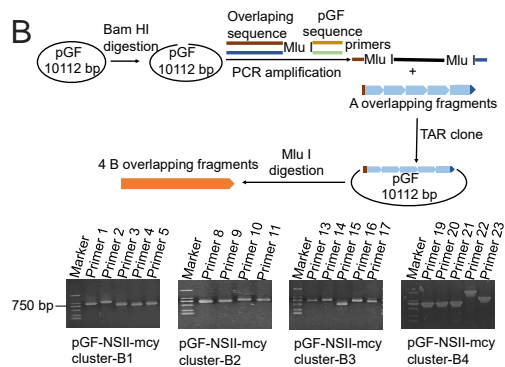 B
pGF
10112 bp
Bam HI
digestion
pGF
10112 bp
Overlaping
sequence
pGF
sequence
Mlu I
primers
PCR amplification
Mlu I
Mlu I
+
A overlapping fragments
TAR clone
pGF
10112 bp
Mlu I
digestion
4 B overlapping fragments
750 bp
Marker
Primer 1
Primer 2
Primer 3
Primer 4
Primer 5
pGF-NSII-mcy
cluster-B1
Marker
Primer 8
Primer 9
Primer 10
Primer 11
pGF-NSII-mcy
cluster-B2
Marker
Primer 13
Primer 14
Primer 15
Primer 16
Primer 17
pGF-NSII-mcy
cluster-B3
Marker
Primer 19
Primer 20
Primer 21
Primer 22
Primer 23
pGF-NSII-mcy
cluster-B4